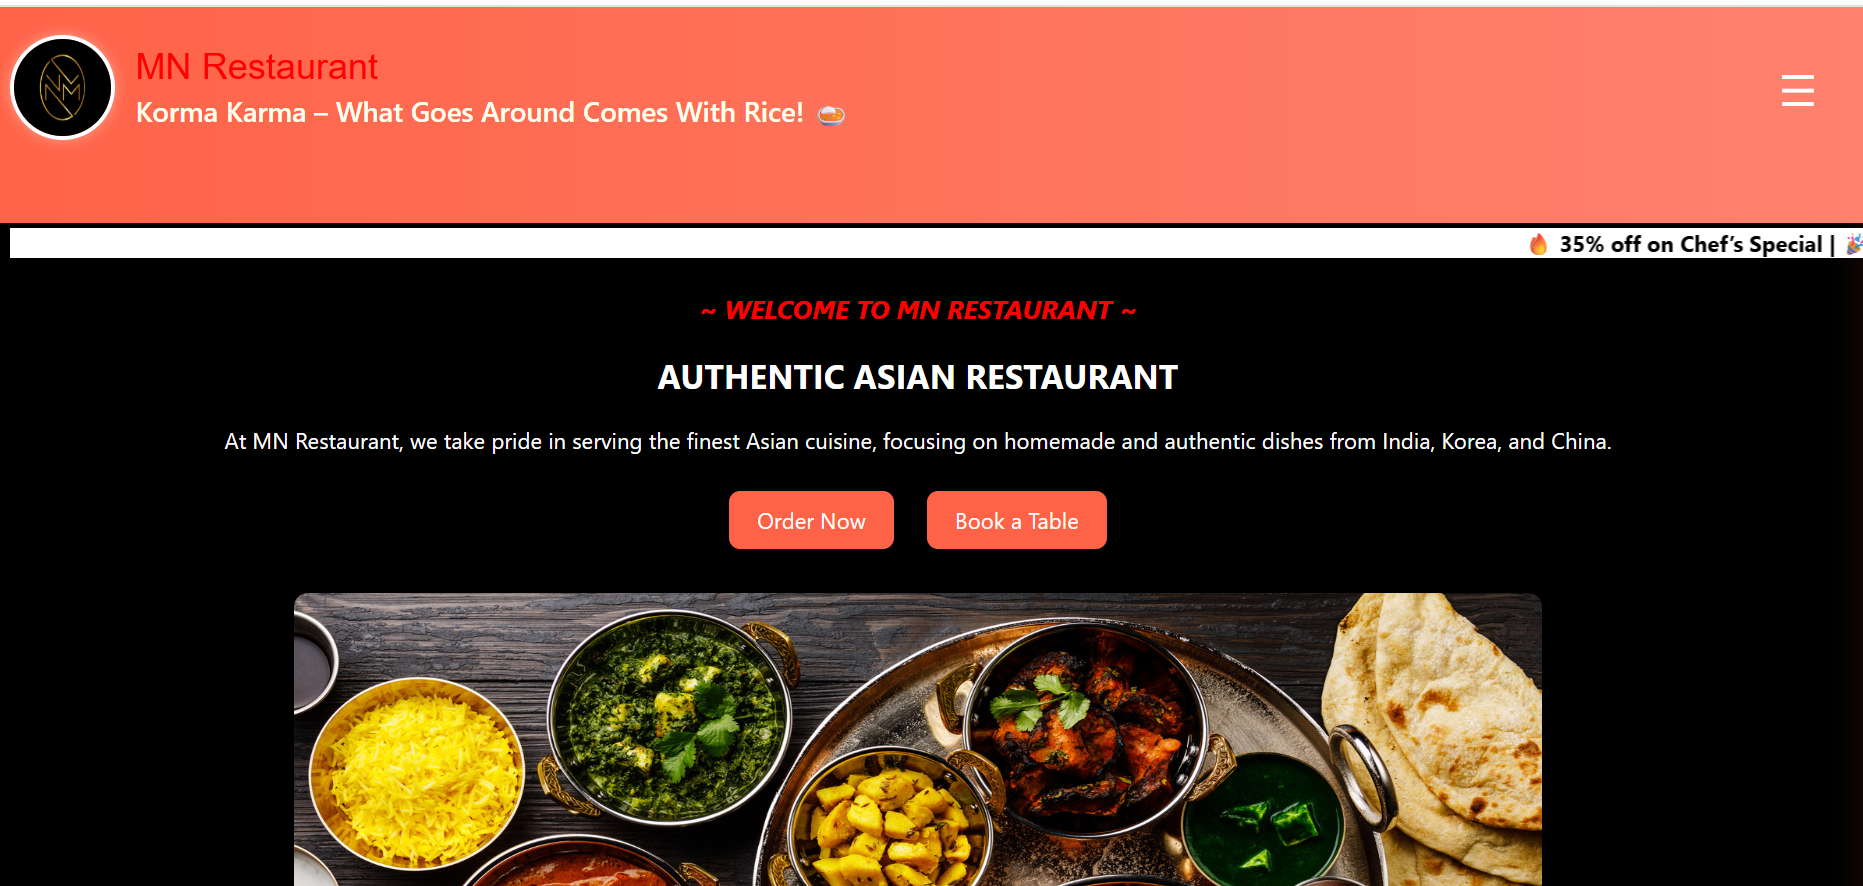 MN Restaurant
Korma Karma – What Goes Around Comes With Rice! 🍛
🔥 35% off on Chef’s Special | 🎉
~ WELCOME TO MN RESTAURANT ~
AUTHENTIC ASIAN RESTAURANT
At MN Restaurant, we take pride in serving the finest Asian cuisine, focusing on homemade and authentic dishes from India, Korea, and China.
Order Now
Book a Table